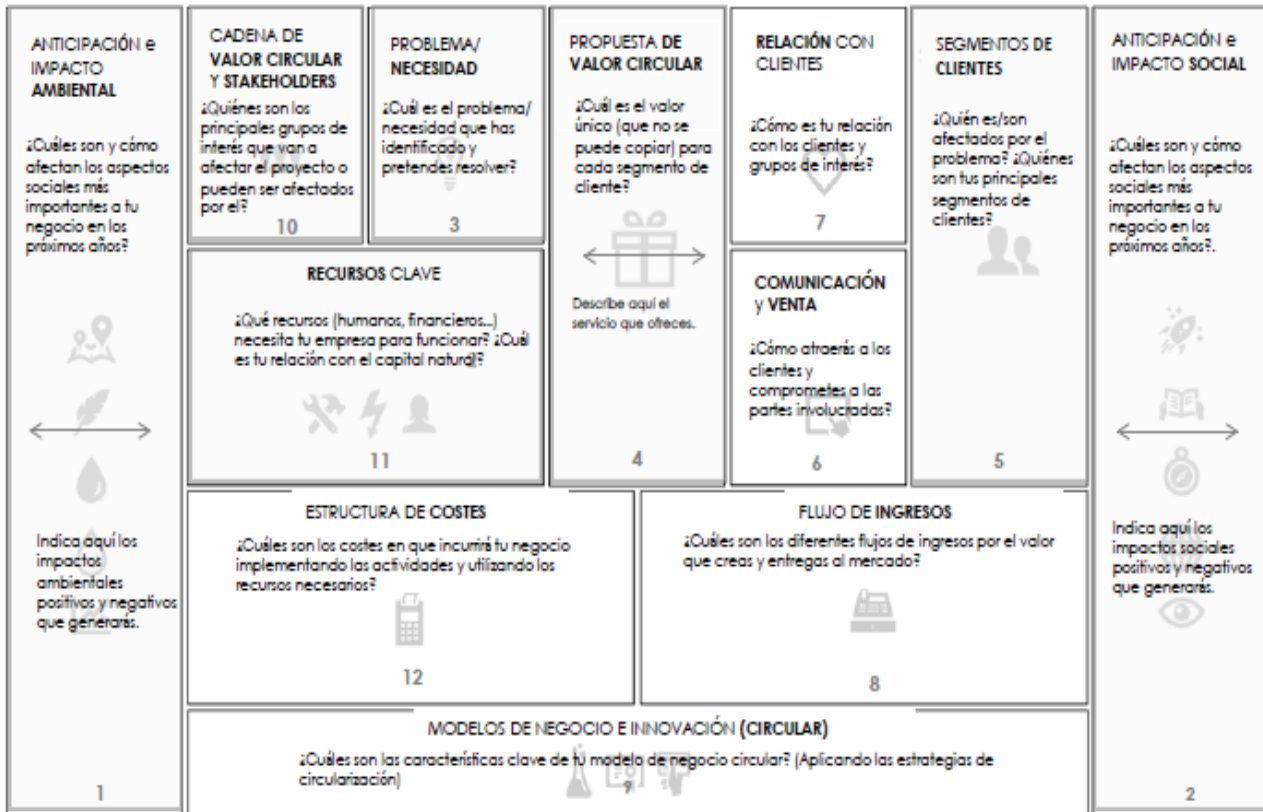 ANTICIPACIÓN e
IMPACTO
AMBIENTAL
¿Cuáles son y cómo
afectan los aspectos
sociales más
importantes a tu
negocio en los
próximos años?
Indica aquí los
impactos
ambientales
positivos y negativos
que generarás.
1
CADENA DE
VALOR CIRCULAR
Y STAKEHOLDERS
¿Quiénes son los
principales grupos de
interés que van a
afectar el proyecto o
pueden ser afectados
por el?
10
PROBLEMA/
NECESIDAD
¿Cuál es el problema/
necesidad que has
identificado y
pretendes resolver?
3
PROPUESTA DE
VALOR CIRCULAR
¿Cuál es el valor
único (que no se
puede copiar) para
cada segmento de
cliente?
Describe aquí el
servicio que ofreces.
4
RELACIÓN CON
CLIENTES
¿Cómo es tu relación
con los clientes y
grupos de interés?
7
SEGMENTOS DE
CLIENTES
¿Quién es/son
afectados por el
problema? ¿Quiénes
son tus principales
segmentos de
clientes?
5
ANTICIPACIÓN e
IMPACTO SOCIAL
¿Cuáles son y cómo
afectan los aspectos
sociales más
importantes a tu
negocio en los
próximos años?.
Indica aquí los
impactos sociales
positivos y negativos
que generarás.
2
RECURSOS CLAVE
¿Qué recursos (humanos, financieros...)
necesita tu empresa para funcionar? ¿Cuál
es tu relación con el capital natural?
11
COMUNICACIÓN
y VENTA
¿Cómo atraerás a los
clientes y
comprometes a las
partes involucradas?
6
ESTRUCTURA DE COSTES
¿Cuáles son los costes en que incurrirá tu negocio
implementando las actividades y utilizando los
recursos necesarios?
12
FLUJO DE INGRESOS
¿Cuáles son los diferentes flujos de ingresos por el valor
que creas y entregas al mercado?
8
MODELOS DE NEGOCIO E INNOVACIÓN (CIRCULAR)
¿Cuáles son las características clave de tu modelo de negocio circular? (Aplicando las estrategias de
circularización)
9